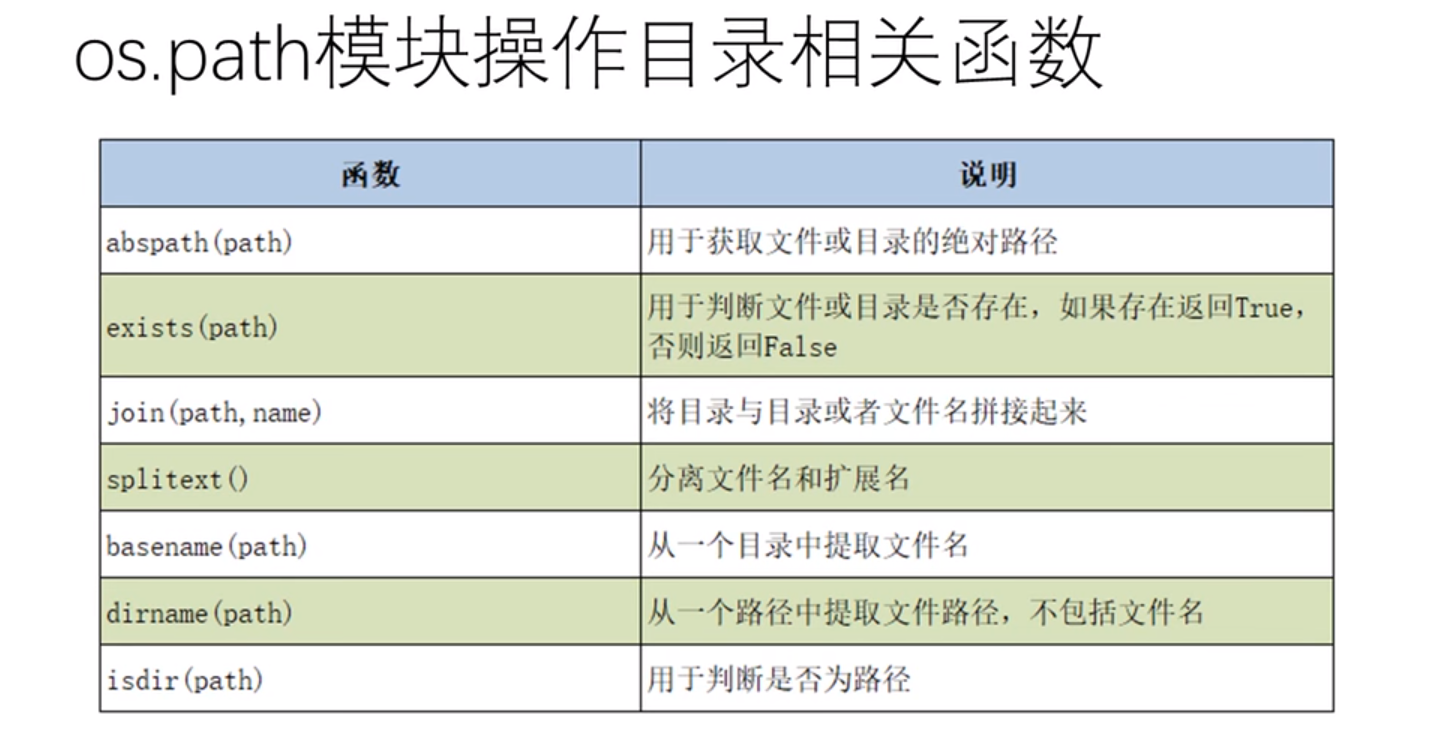 os.path模块操作目录相关函数
函数
说明
abspath(path)
用于获取文件或目录的绝对路径
exists(path)
用于判断文件或目录是否存在，如果存在返回True，
否则返回False
join(path,name)
将目录与目录或者文件名拼接起来
splitext()
分离文件名和扩展名
basename(path)
从一个目录中提取文件名
dirname(path)
从一个路径中提取文件路径，不包括文件名
isdir(path)
用于判断是否为路径